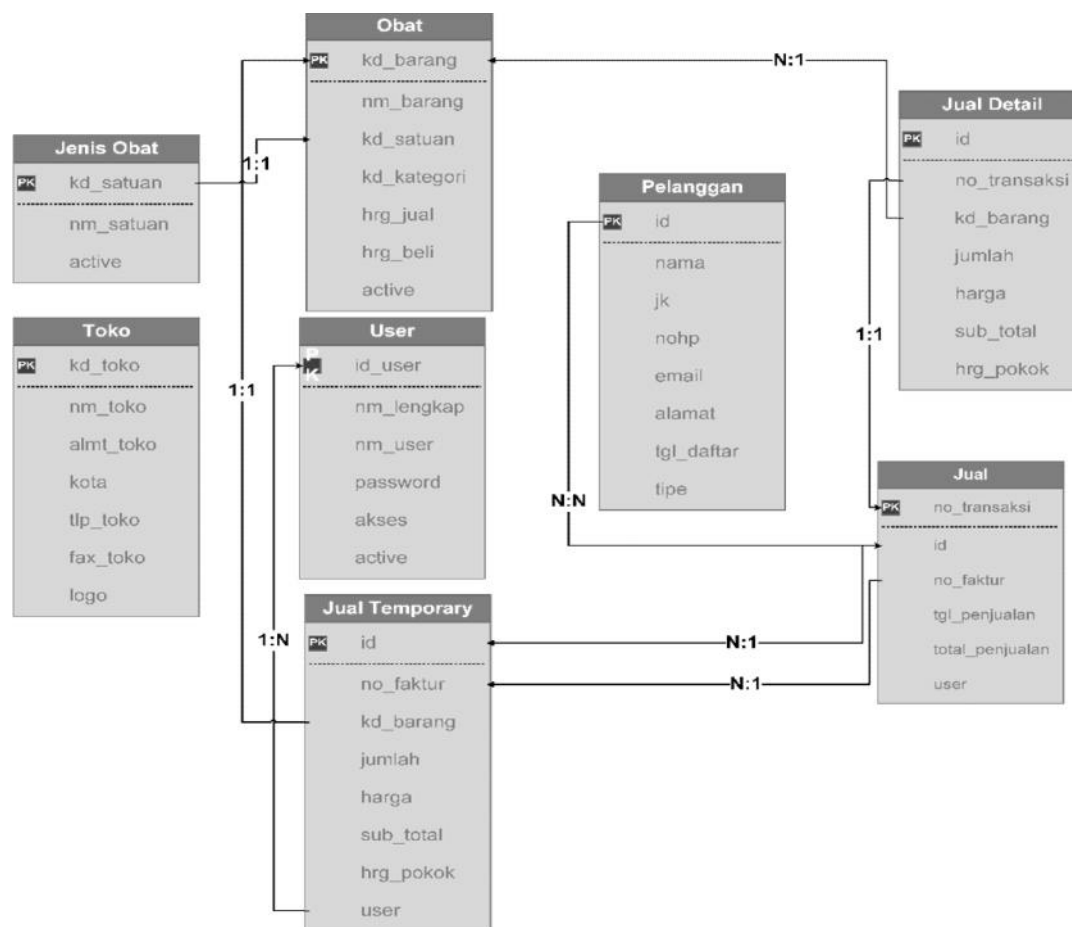 Obat
PK kd_barang
nm_barang
kd_satuan
kd_kategori
hrg_jual
hrg_beli
active
Jenis Obat
PK kd_satuan
nm_satuan
active
Toko
PK kd_toko
nm_toko
almt_toko
kota
tlp_toko
fax_toko
logo
User
PK id_user
nm_lengkap
nm_user
password
akses
active
Jual Temporary
PK id
no_faktur
kd_barang
jumlah
harga
sub_total
hrg_pokok
user
Pelanggan
PK id
nama
jk
nohp
email
alamat
tgl_daftar
tipe
Jual Detail
PK id
no_transaksi
kd_barang
jumlah
harga
sub_total
hrg_pokok
Jual
PK no_transaksi
id
no_faktur
tgl_penjualan
total_penjualan
user
1:1
1:1
1:N
N:N
N:1
1:1
N:1
N:1